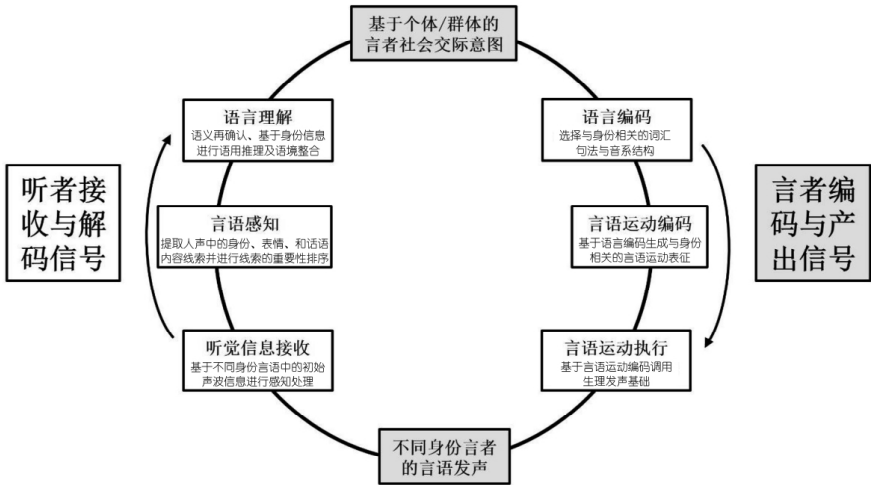 基于个体/群体的
言者社会交际意图
语言理解
语义再确认、基于身份信息
进行语用推理及语境整合
语言编码
选择与身份相关的词汇
句法与音系结构
听者接
收与解
码信号
言语感知
提取人声中的身份、表情、和话语
内容线索并进行线索的重要性排序
言语运动编码
基于语言编码生成与身份
相关的言语运动表征
言者编
码与产
出信号
听觉信息接收
基于不同身份言语中的初始
声波信息进行感知处理
言语运动执行
基于言语运动编码调用
生理发声基础
不同身份言者
的言语发声